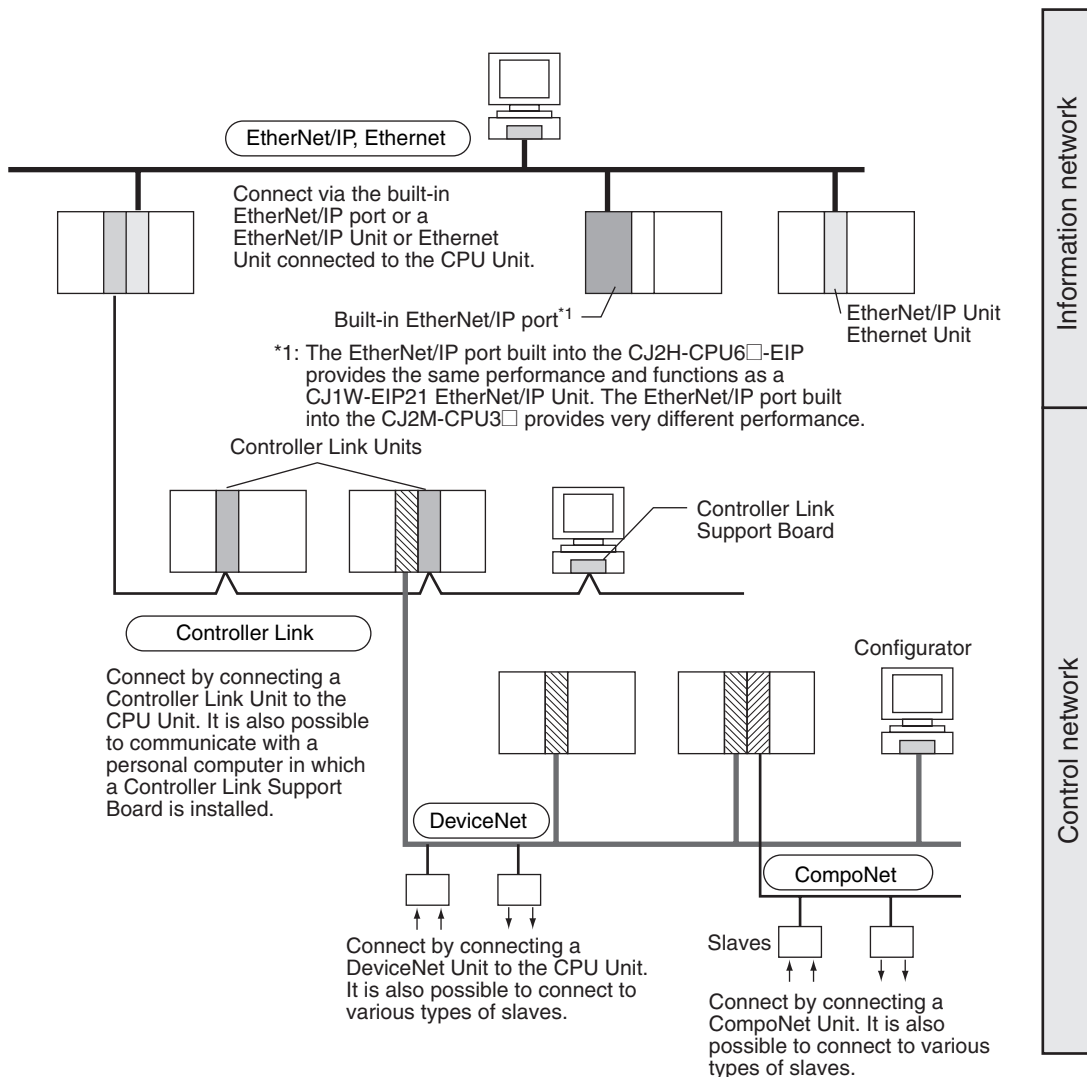 EtherNet/IP, Ethernet
Connect via the built-in
EtherNet/IP port or a
EtherNet/IP Unit or Ethernet
Unit connected to the CPU Unit.
Built-in EtherNet/IP port*1
EtherNet/IP Unit
Ethernet Unit
*1: The EtherNet/IP port built into the CJ2H-CPU6□-EIP
provides the same performance and functions as a
CJ1W-EIP21 EtherNet/IP Unit. The EtherNet/IP port built
into the CJ2M-CPU3□ provides very different performance.
Information network
Controller Link Units
Controller Link
Support Board
Controller Link
Connect by connecting a
Controller Link Unit to the
CPU Unit. It is also possible
to communicate with a
personal computer in which
a Controller Link Support
Board is installed.
Configurator
DeviceNet
CompoNet
Connect by connecting a
DeviceNet Unit to the CPU Unit.
It is also possible to connect to
various types of slaves.
Slaves
Connect by connecting a
CompoNet Unit. It is also
possible to connect to various
types of slaves.
Control network